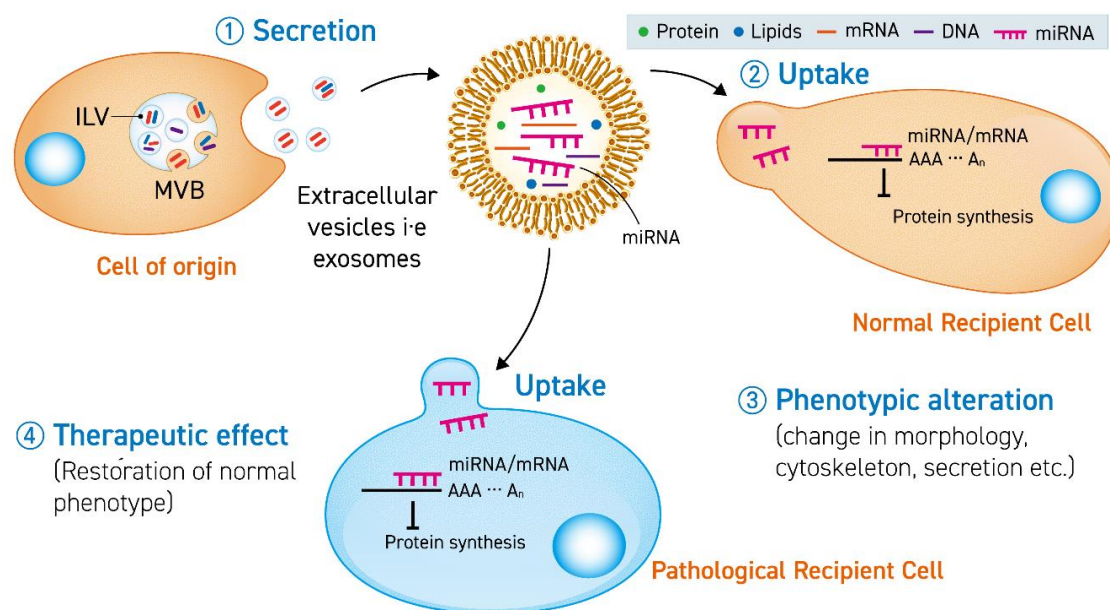 ① Secretion
Protein Lipids mRNA DNA miRNA
② Uptake
ILV
MVB
Cell of origin
Extracellular
vesicles i·e
exosomes
miRNA
miRNA/mRNA
AAA ··· An
Protein synthesis
Normal Recipient Cell
Uptake
③ Phenotypic alteration
(change in morphology,
cytoskeleton, secretion etc.)
④ Therapeutic effect
(Restoration of normal
phenotype)
miRNA/mRNA
AAA ··· An
Protein synthesis
Pathological Recipient Cell